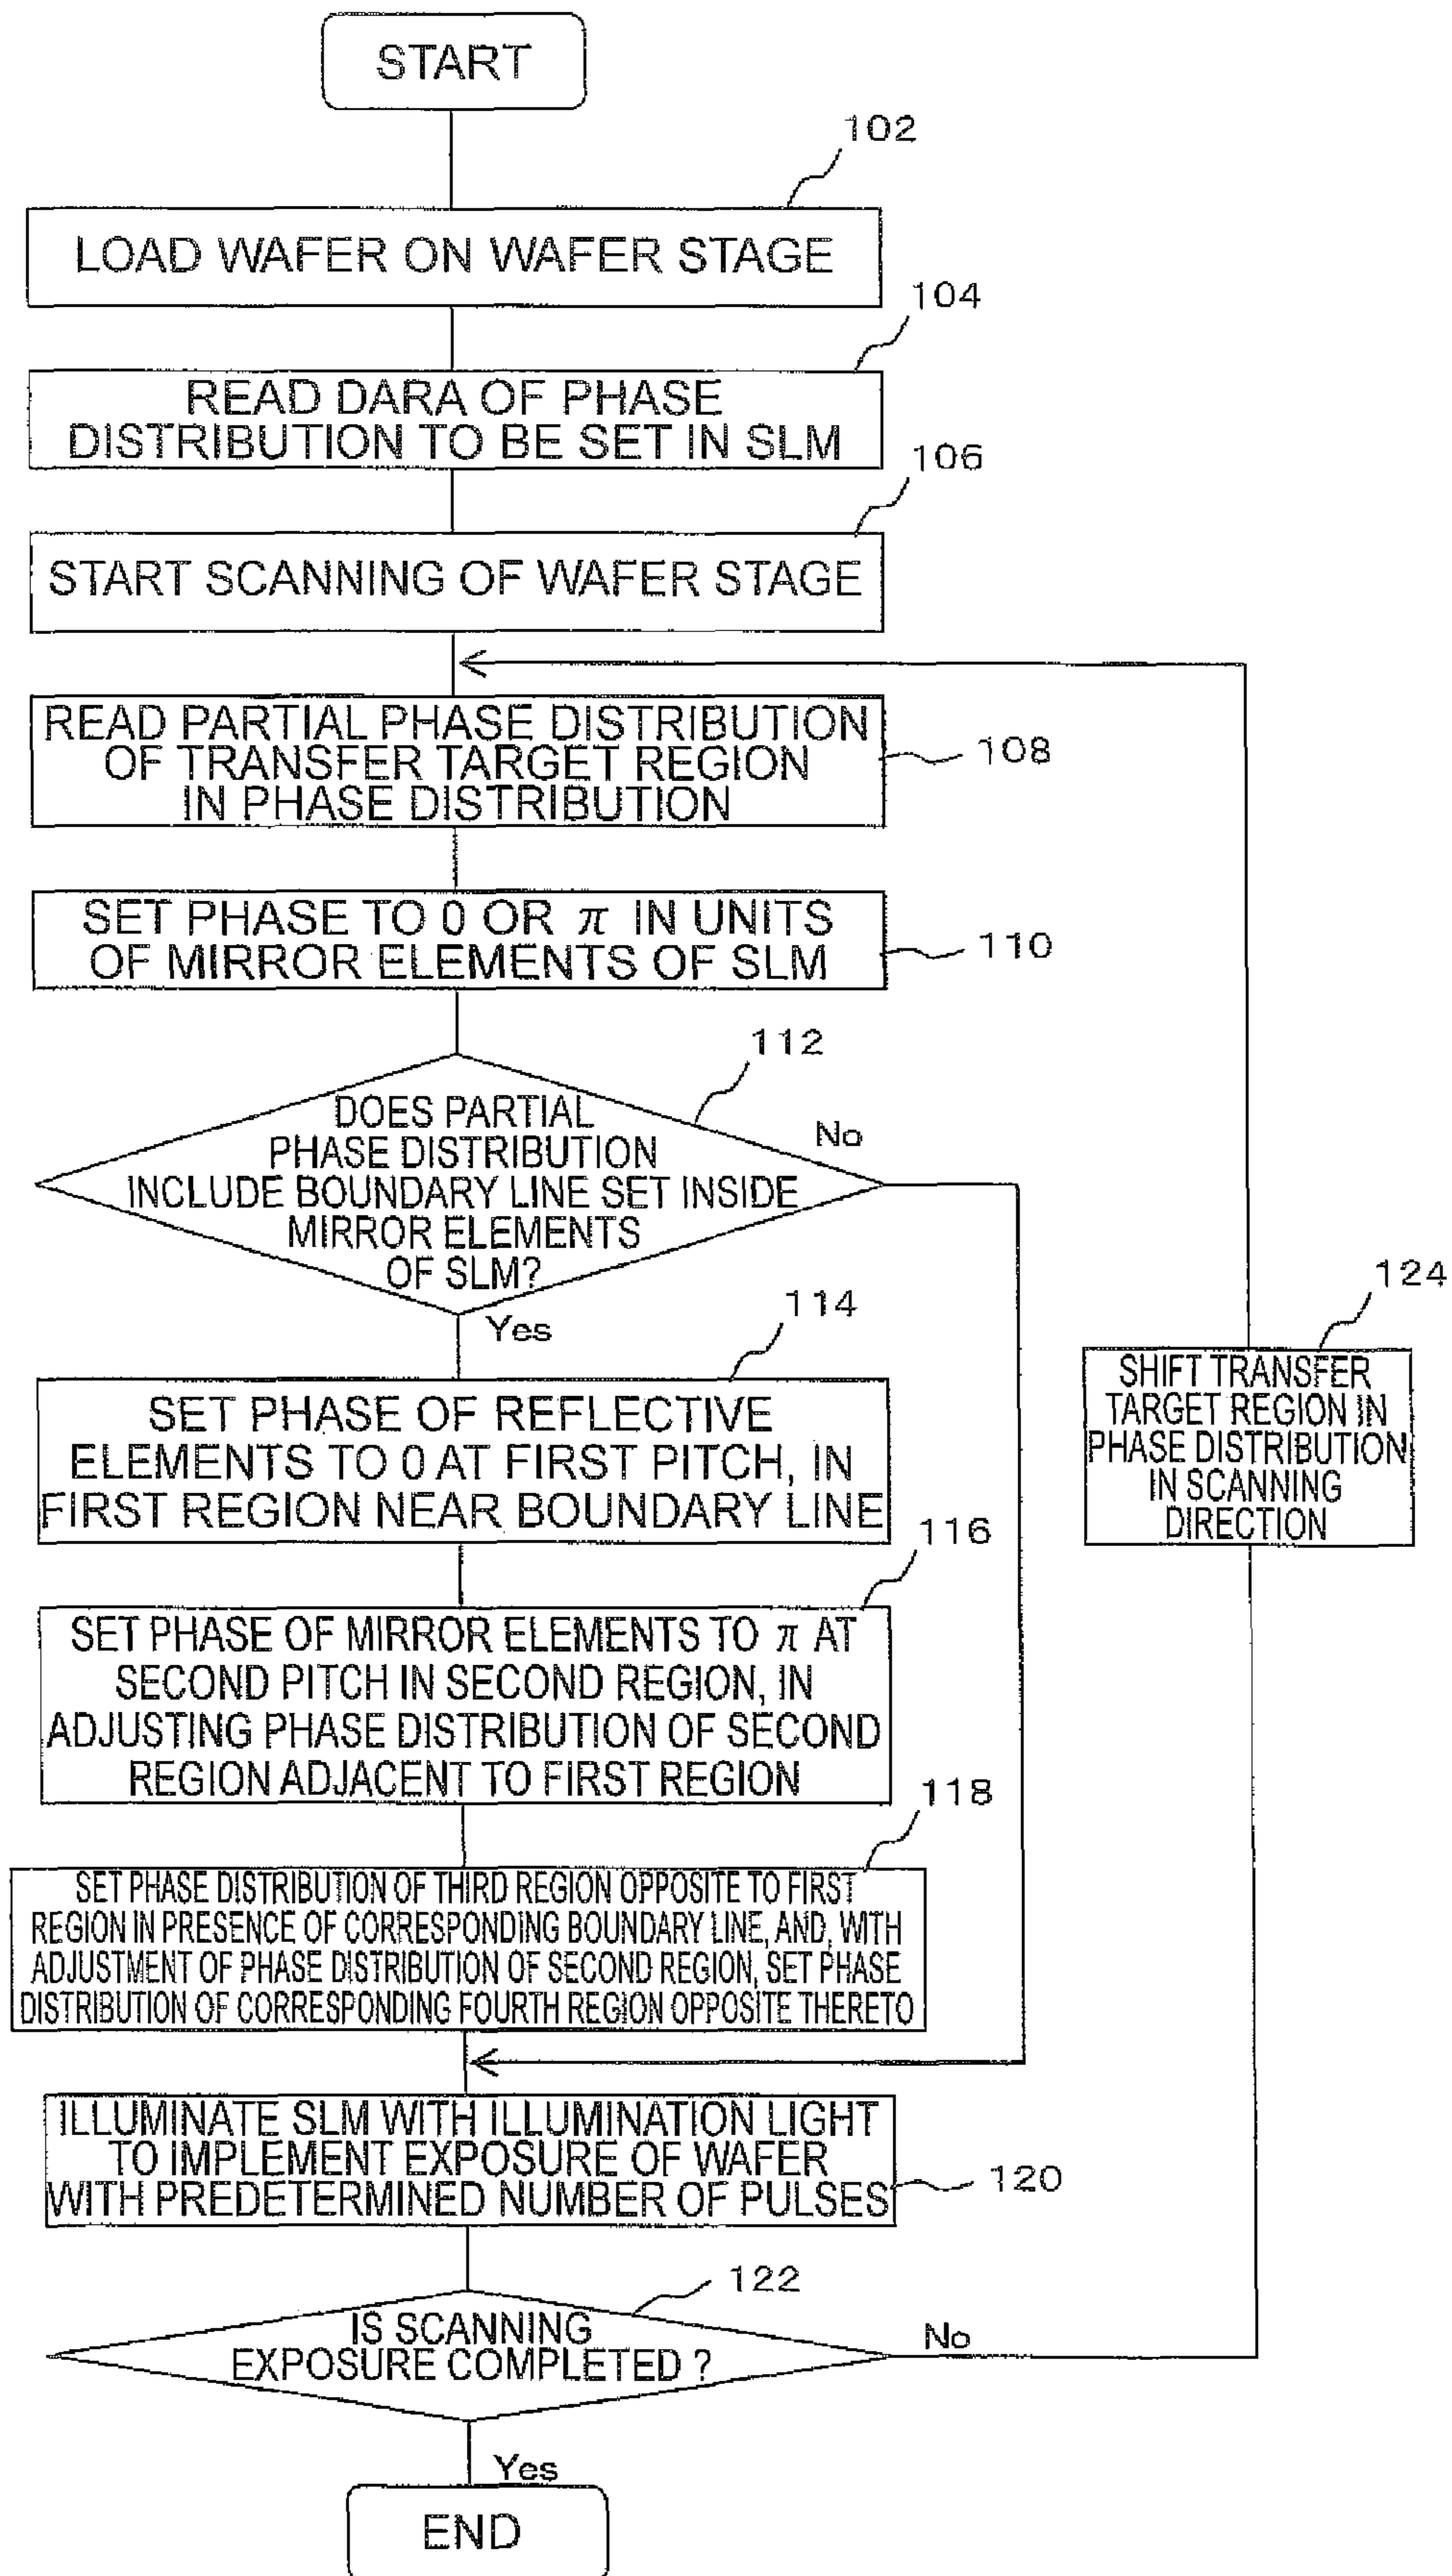 START
102
LOAD WAFER ON WAFER STAGE
104
READ DARA OF PHASE
DISTRIBUTION TO BE SET IN SLM
106
START SCANNING OF WAFER STAGE
READ PARTIAL PHASE DISTRIBUTION
OF TRANSFER TARGET REGION
IN PHASE DISTRIBUTION
108
SET PHASE TO 0 OR π IN UNITS
OF MIRROR ELEMENTS OF SLM
110
112
DOES PARTIAL
PHASE DISTRIBUTION
INCLUDE BOUNDARY LINE SET INSIDE
MIRROR ELEMENTS
OF SLM?
No
Yes
114
SET PHASE OF REFLECTIVE
ELEMENTS TO 0 AT FIRST PITCH, IN
FIRST REGION NEAR BOUNDARY LINE
124
SHIFT TRANSFER
TARGET REGION IN
PHASE DISTRIBUTION
IN SCANNING
DIRECTION
116
SET PHASE OF MIRROR ELEMENTS TO π AT
SECOND PITCH IN SECOND REGION, IN
ADJUSTING PHASE DISTRIBUTION OF SECOND
REGION ADJACENT TO FIRST REGION
118
SET PHASE DISTRIBUTION OF THIRD REGION OPPOSITE TO FIRST
REGION IN PRESENCE OF CORRESPONDING BOUNDARY LINE, AND, WITH
ADJUSTMENT OF PHASE DISTRIBUTION OF SECOND REGION, SET PHASE
DISTRIBUTION OF CORRESPONDING FOURTH REGION OPPOSITE THERETO
ILLUMINATE SLM WITH ILLUMINATION LIGHT
TO IMPLEMENT EXPOSURE OF WAFER
WITH PREDETERMINED NUMBER OF PULSES
120
122
IS SCANNING
EXPOSURE COMPLETED ?
No
Yes
END